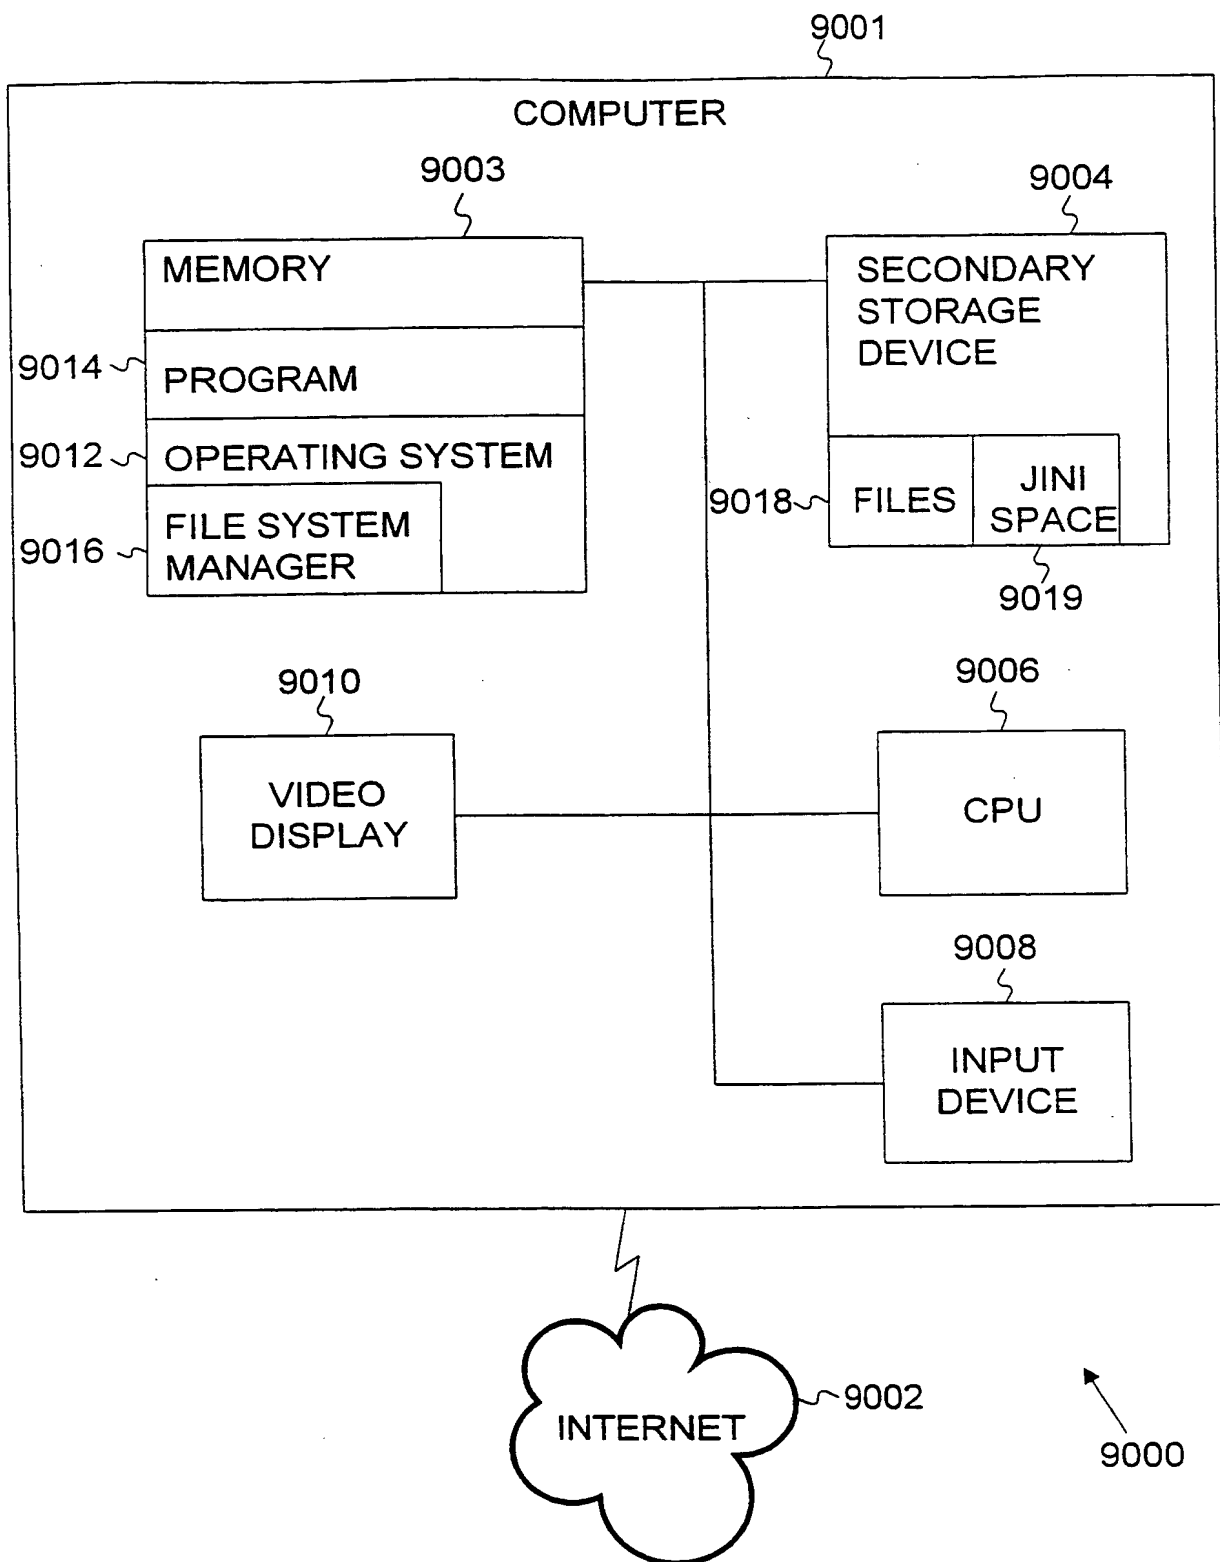 9001
COMPUTER
9003
9004
MEMORY
SECONDARY
STORAGE
DEVICE
9014
PROGRAM
9012
OPERATING SYSTEM
9018
FILES
JINI
SPACE
9016
FILE SYSTEM
MANAGER
9019
9010
9006
VIDEO
DISPLAY
CPU
9008
INPUT
DEVICE
INTERNET
9002
9000